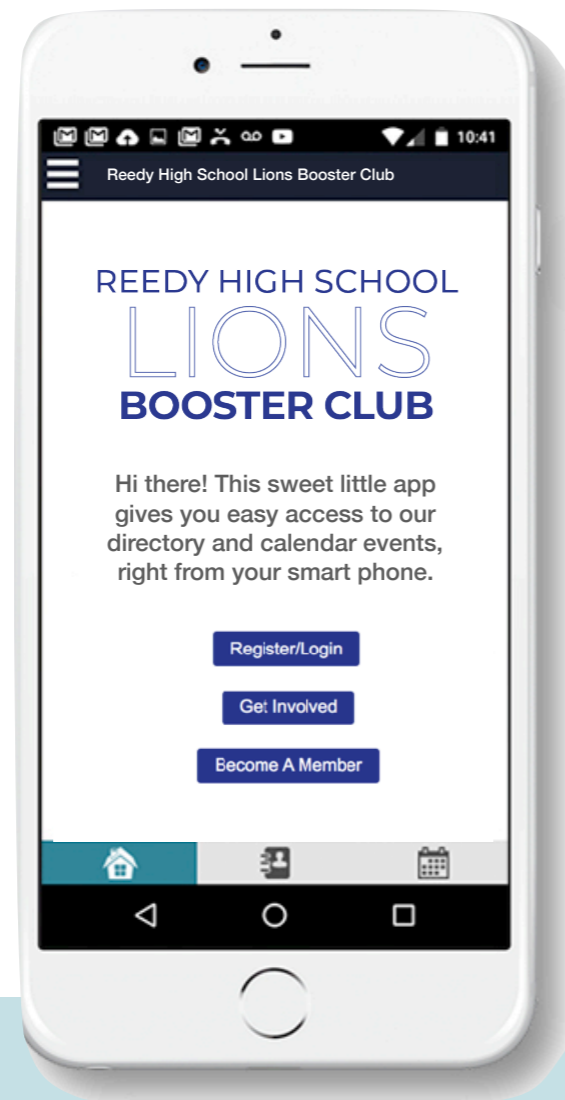 10:41
Reedy High School Lions Booster Club
REEDY HIGH SCHOOL
LIONS
BOOSTER CLUB
Hi there! This sweet little app
gives you easy access to our
directory and calendar events,
right from your smart phone.
Register/Login
Get Involved
Become A Member